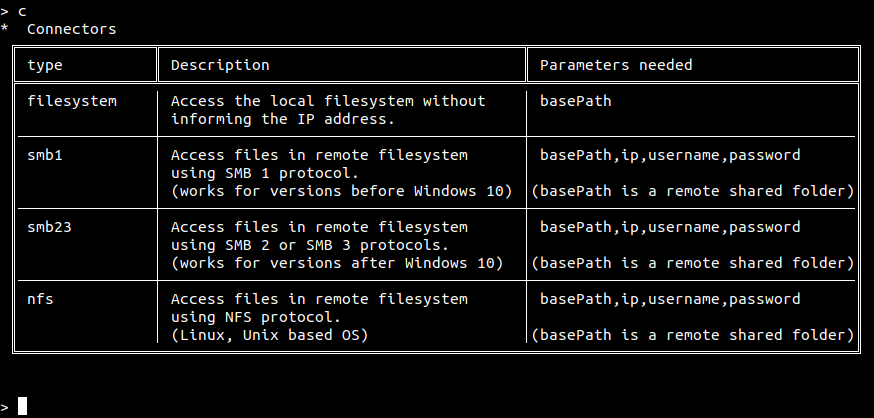 > c
* Connectors
type Description Parameters needed
filesystem Access the local filesystem without basePath
informing the IP address.
smb1 Access files in remote filesystem basePath,ip,username,password
using SMB 1 protocol.
(works for versions before Windows 10) (basePath is a remote shared folder)
smb23 Access files in remote filesystem basePath,ip,username,password
using SMB 2 or SMB 3 protocols.
(works for versions after Windows 10) (basePath is a remote shared folder)
nfs Access files in remote filesystem basePath,ip,username,password
using NFS protocol.
(Linux, Unix based OS) (basePath is a remote shared folder)
>